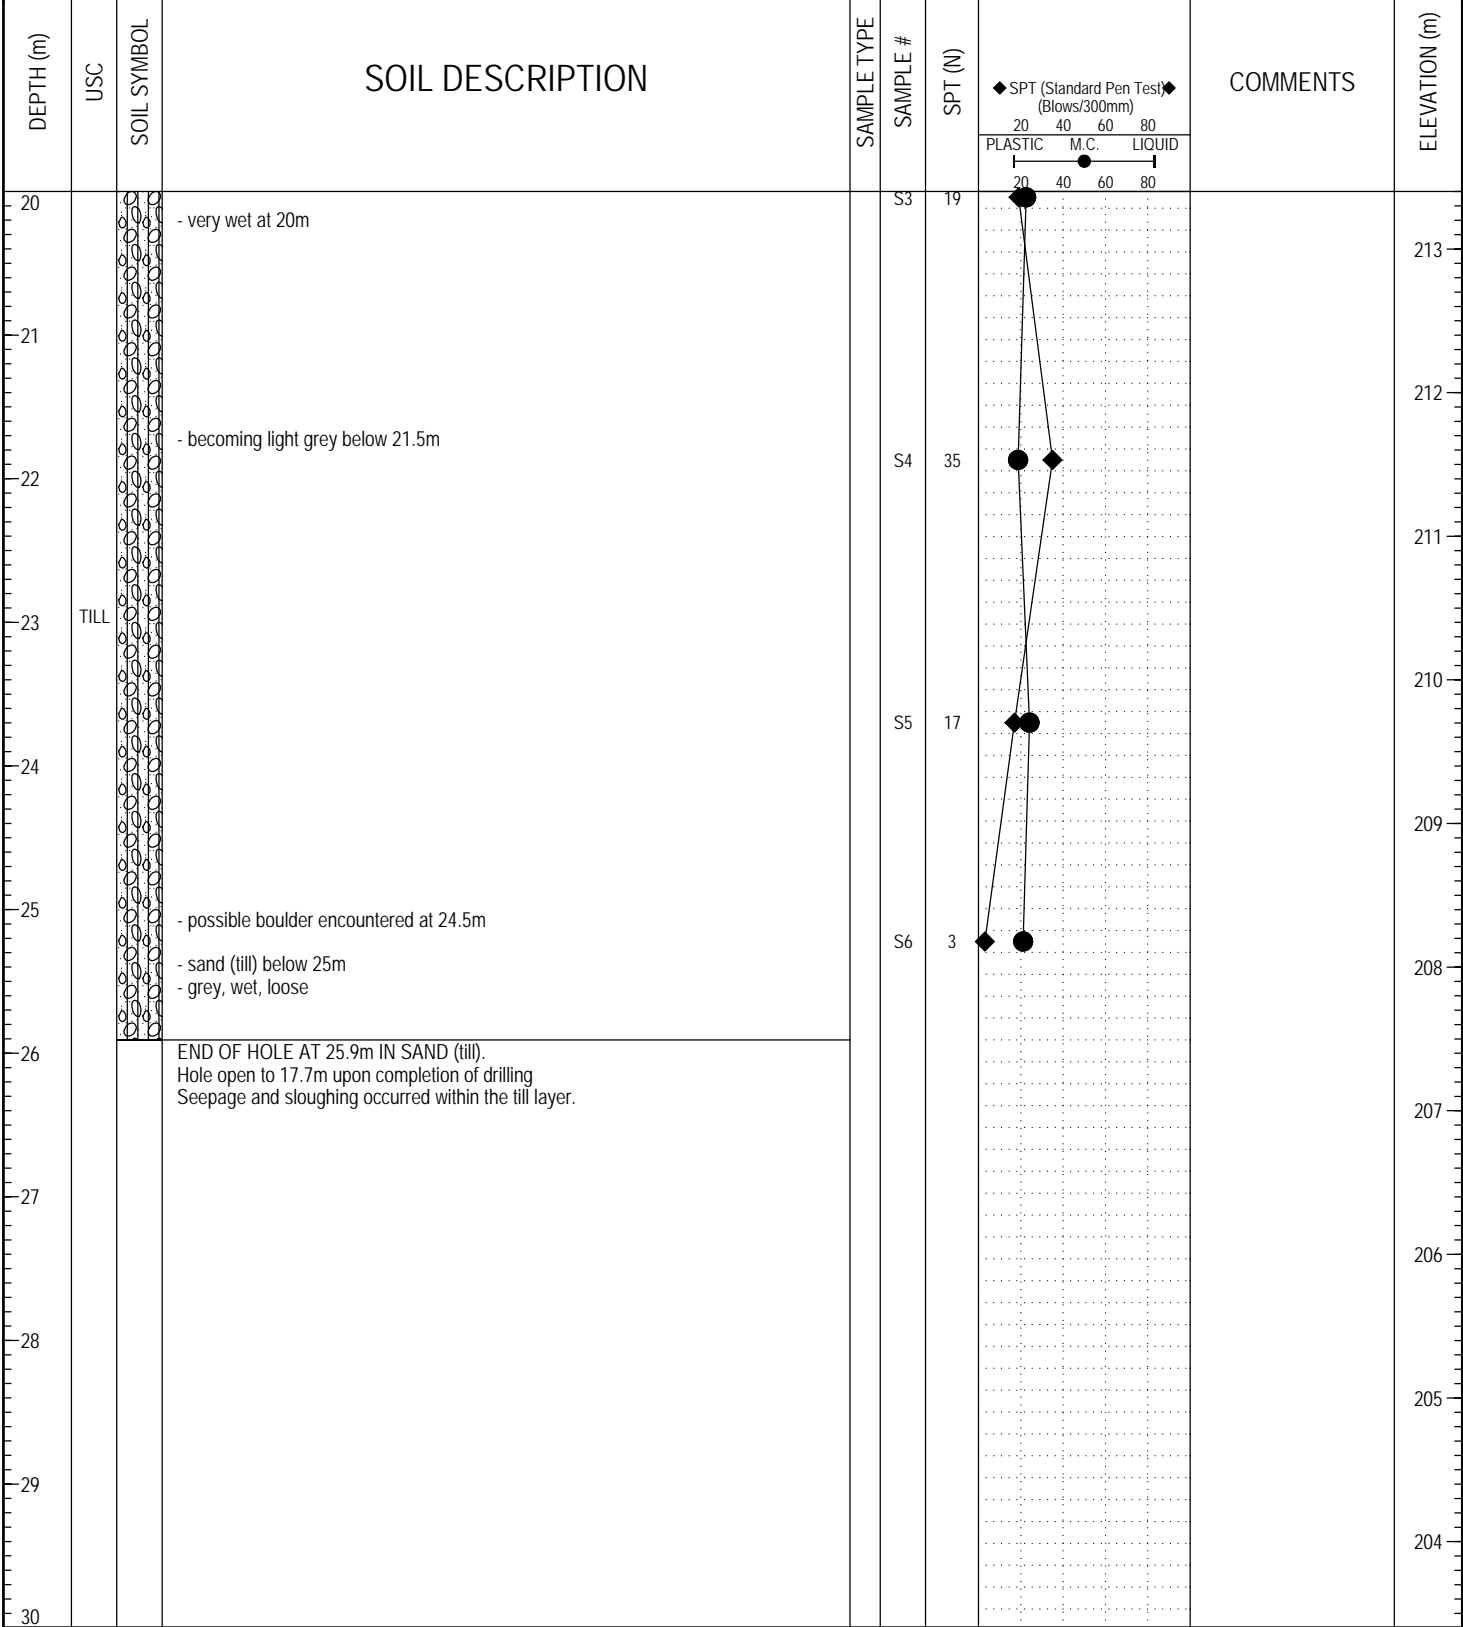 DEPTH (m)
USC
SOIL SYMBOL
SOIL DESCRIPTION
SAMPLE TYPE
SAMPLE #
SPT (N)
◆ SPT (Standard Pen Test)◆
(Blows/300mm)
20 40 60 80
PLASTIC M.C. LIQUID
20 40 60 80
COMMENTS
ELEVATION (m)
20
- very wet at 20m
S3 19
213
21
212
- becoming light grey below 21.5m
S4 35
22
211
TILL
23
210
S5 17
24
209
25
- possible boulder encountered at 24.5m
S6 3
- sand (till) below 25m
208
- grey, wet, loose
END OF HOLE AT 25.9m IN SAND (till).
26
Hole open to 17.7m upon completion of drilling
Seepage and sloughing occurred within the till layer.
207
27
206
28
205
29
204
30